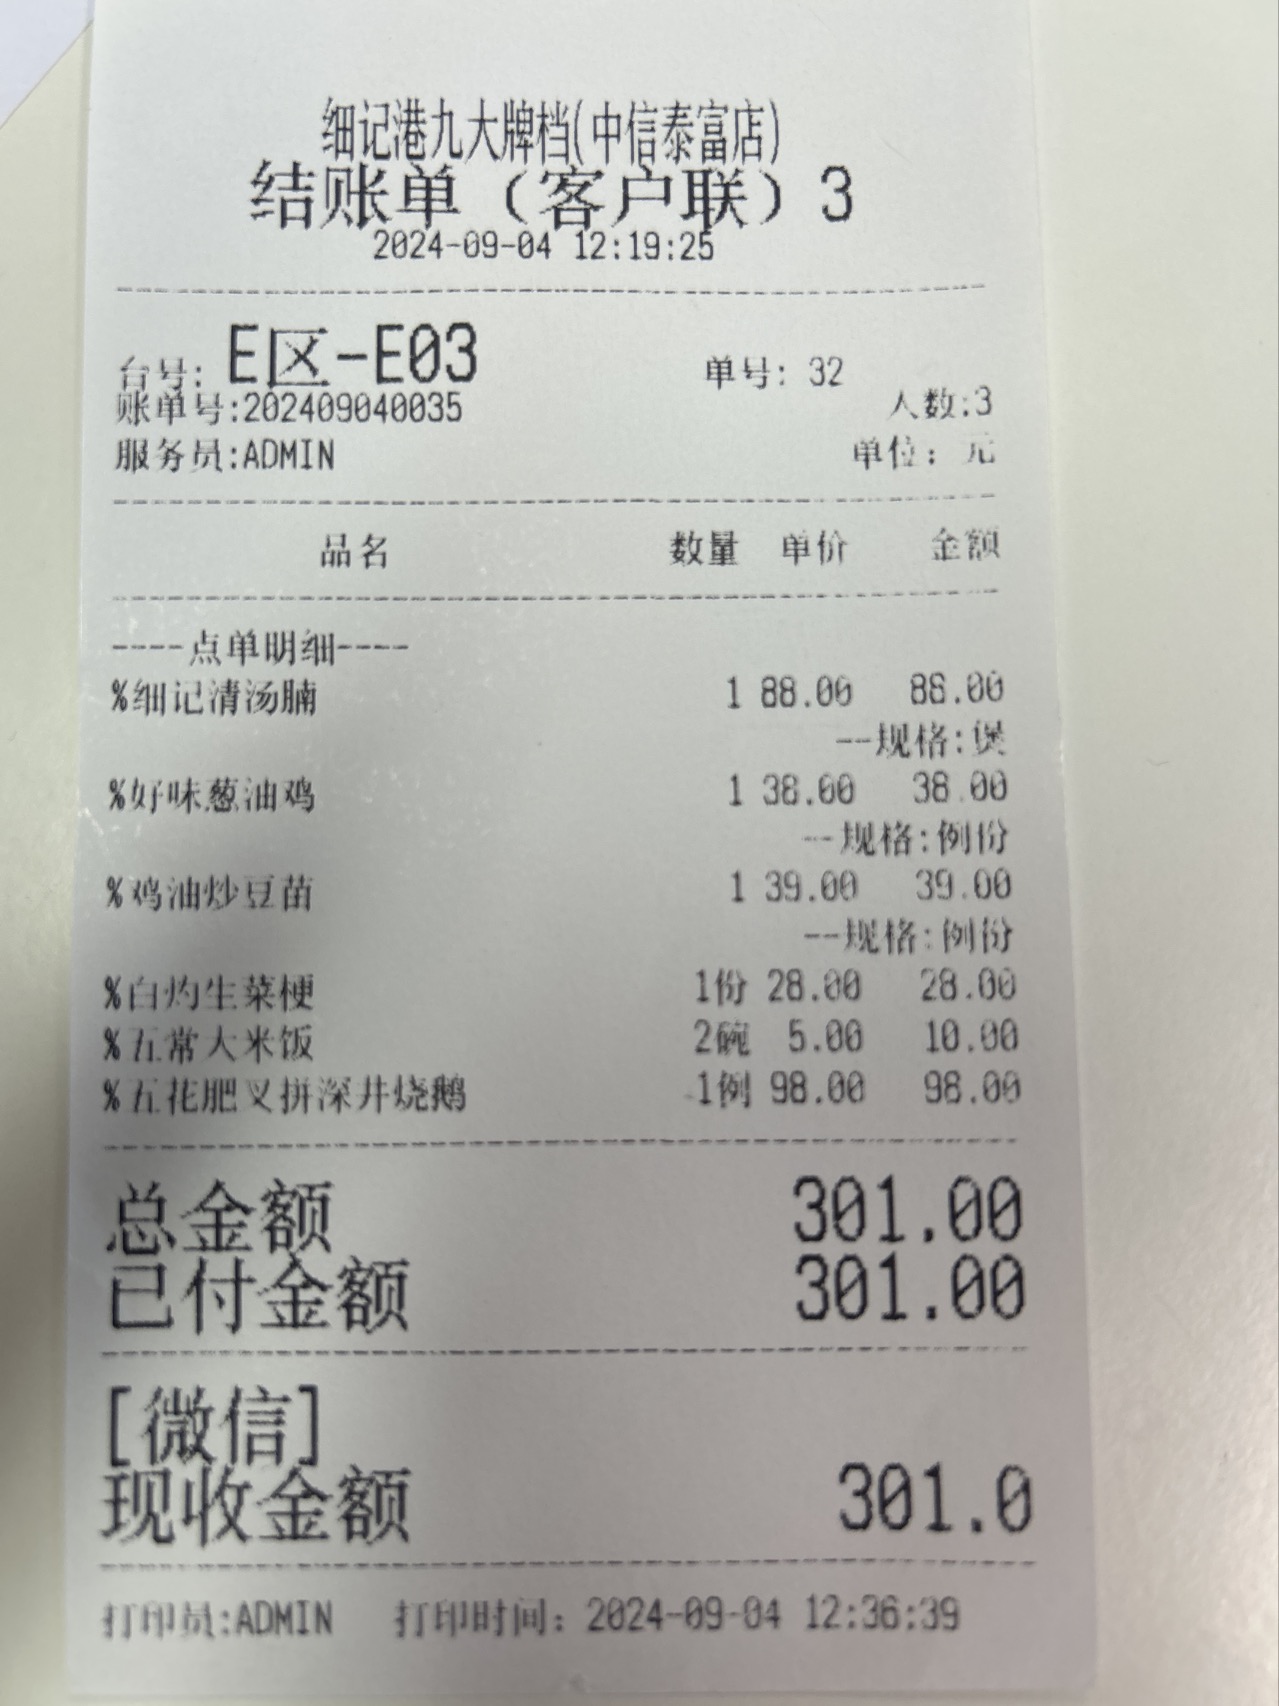 细记港九大牌档(中信泰富店)
结账单（客户联）3
2024-09-04 12:19:25
台号: E区-E03 单号: 32
账单号:202409040035 人数:3
服务员:ADMIN 单位: 元
品名 数量 单价 金额
----点单明细----
%细记清汤腩 1 88.00 88.00
--规格:煲
%好味葱油鸡 1 38.00 38.00
--规格:例份
%鸡油炒豆苗 1 39.00 39.00
--规格:例份
%白灼生菜梗 1份 28.00 28.00
%五常大米饭 2碗 5.00 10.00
%五花肥叉拼深井烧鹅 1例 98.00 98.00
总金额 301.00
已付金额 301.00
[微信]
现收金额 301.0
打印员:ADMIN 打印时间: 2024-09-04 12:36:39